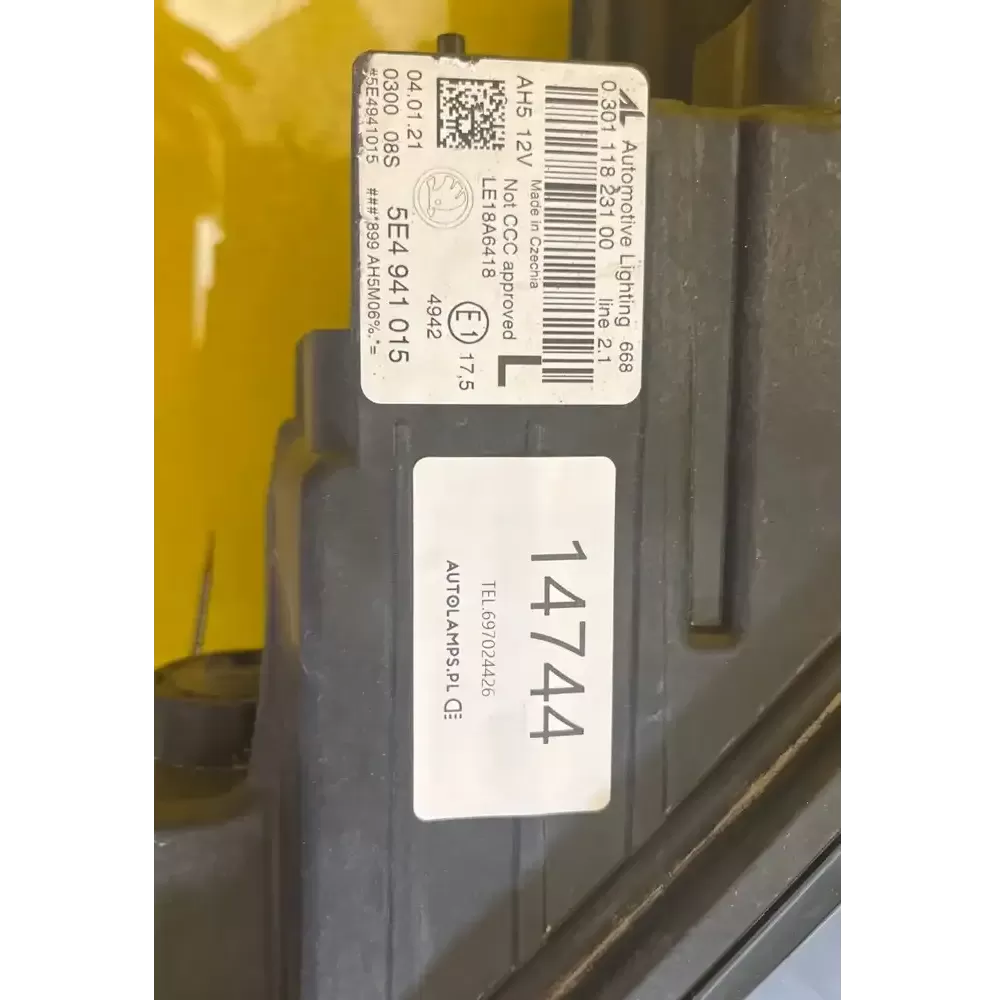 AL Automotive Lighting 668
0 301 118 231 00 line 2.1
Made in Czechia
AH5 12V Not CCC approved L
LE18A6418 E1 17,5
4942
04.01.21
0300 08S 5E4 941 015
#5E4941015 ###*899 AH5M06%.*=
14744
TEL.697024426
AUTOLAMPS.PL